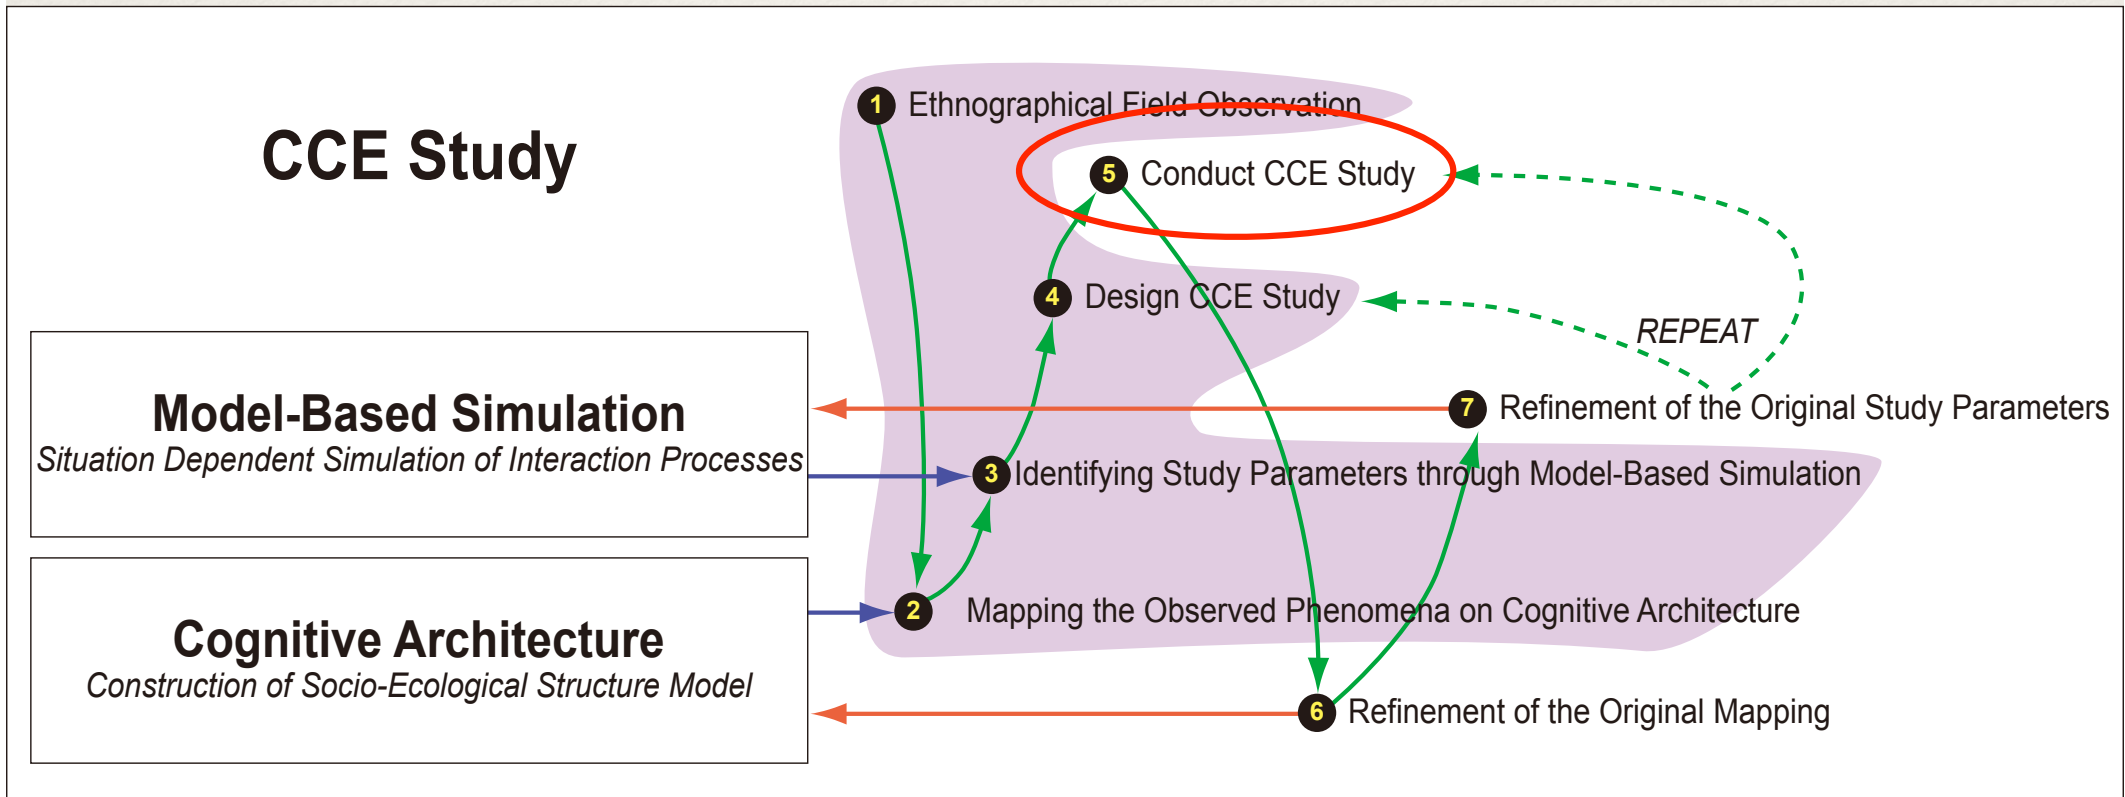 CCE Study
1 Ethnographical Field Observation
5 Conduct CCE Study
4 Design CCE Study
REPEAT
Model-Based Simulation
Situation Dependent Simulation of Interaction Processes
7 Refinement of the Original Study Parameters
3 Identifying Study Parameters through Model-Based Simulation
Cognitive Architecture
Construction of Socio-Ecological Structure Model
2 Mapping the Observed Phenomena on Cognitive Architecture
6 Refinement of the Original Mapping